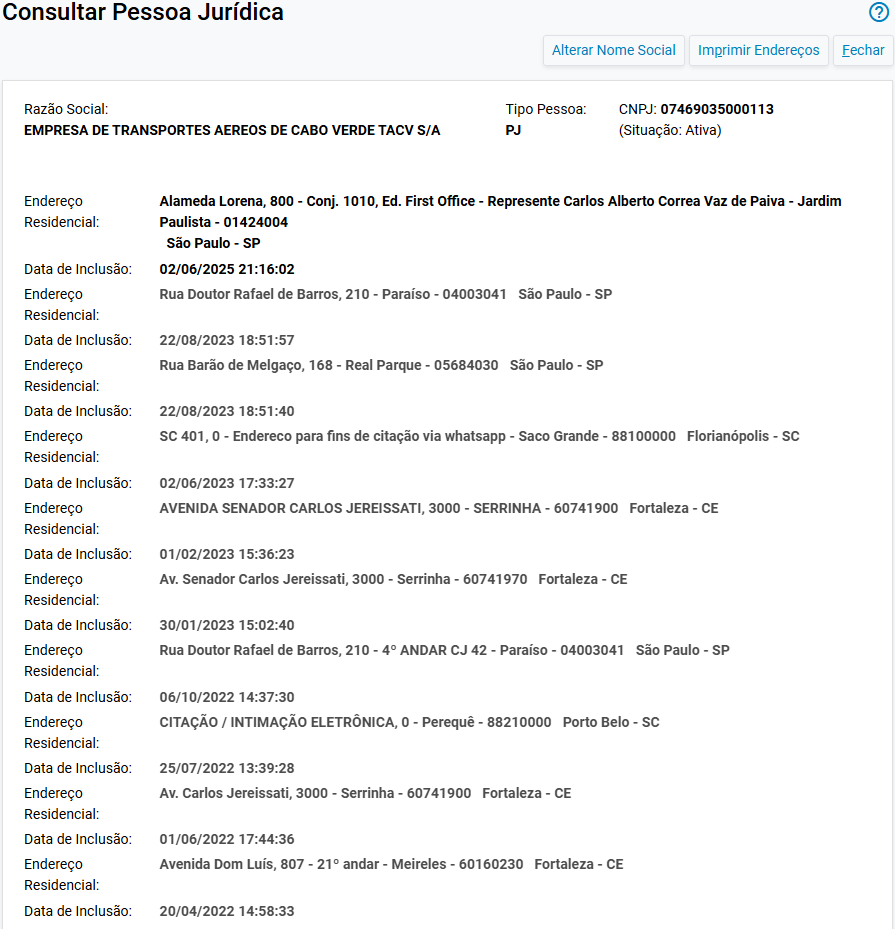 Consultar Pessoa Jurídica
Alterar Nome Social Imprimir Endereços Fechar
Razão Social: Tipo Pessoa: CNPJ: 07469035000113
EMPRESA DE TRANSPORTES AEREOS DE CABO VERDE TACV S/A PJ (Situação: Ativa)
Endereço Alameda Lorena, 800 - Conj. 1010, Ed. First Office - Represente Carlos Alberto Correa Vaz de Paiva - Jardim
Residencial: Paulista - 01424004
São Paulo - SP
Data de Inclusão: 02/06/2025 21:16:02
Endereço Rua Doutor Rafael de Barros, 210 - Paraíso - 04003041 São Paulo - SP
Residencial:
Data de Inclusão: 22/08/2023 18:51:57
Endereço Rua Barão de Melgaço, 168 - Real Parque - 05684030 São Paulo - SP
Residencial:
Data de Inclusão: 22/08/2023 18:51:40
Endereço SC 401, 0 - Endereco para fins de citação via whatsapp - Saco Grande - 88100000 Florianópolis - SC
Residencial:
Data de Inclusão: 02/06/2023 17:33:27
Endereço AVENIDA SENADOR CARLOS JEREISSATI, 3000 - SERRINHA - 60741900 Fortaleza - CE
Residencial:
Data de Inclusão: 01/02/2023 15:36:23
Endereço Av. Senador Carlos Jereissati, 3000 - Serrinha - 60741970 Fortaleza - CE
Residencial:
Data de Inclusão: 30/01/2023 15:02:40
Endereço Rua Doutor Rafael de Barros, 210 - 4º ANDAR CJ 42 - Paraíso - 04003041 São Paulo - SP
Residencial:
Data de Inclusão: 06/10/2022 14:37:30
Endereço CITAÇÃO / INTIMAÇÃO ELETRÔNICA, 0 - Perequê - 88210000 Porto Belo - SC
Residencial:
Data de Inclusão: 25/07/2022 13:39:28
Endereço Av. Carlos Jereissati, 3000 - Serrinha - 60741900 Fortaleza - CE
Residencial:
Data de Inclusão: 01/06/2022 17:44:36
Endereço Avenida Dom Luís, 807 - 21º andar - Meireles - 60160230 Fortaleza - CE
Residencial:
Data de Inclusão: 20/04/2022 14:58:33